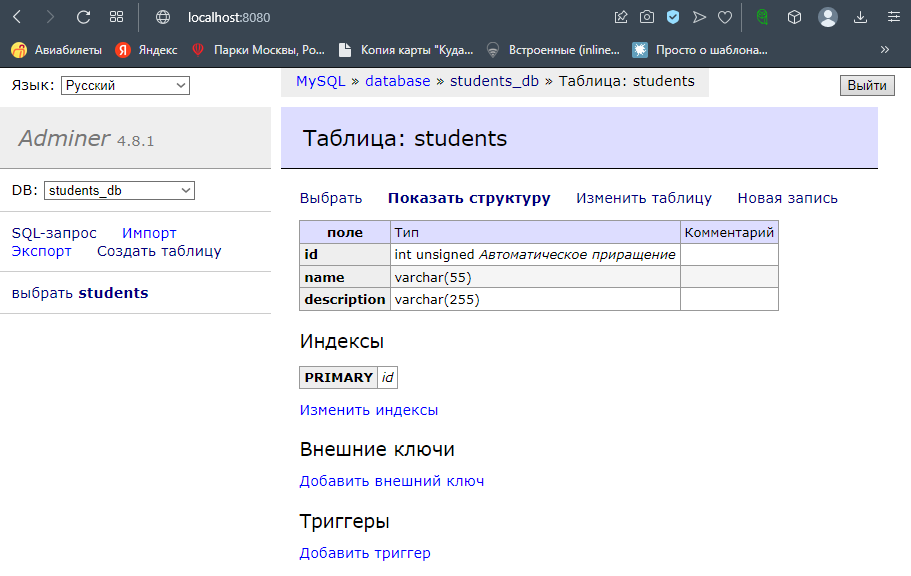 localhost:8080
Авиабилеты Яндекс Парки Москвы, Ро... Копия карты "Куда... Встроенные (inline... Просто о шаблона... »
Язык: Русский
MySQL » database » students_db » Таблица: students
Выйти
Adminer 4.8.1
Таблица: students
DB: students_db
SQL-запрос Импорт
Экспорт Создать таблицу
выбрать students
Выбрать Показать структуру Изменить таблицу Новая запись
поле Тип Комментарий
id int unsigned Автоматическое приращение
name varchar(55)
description varchar(255)
Индексы
PRIMARY id
Изменить индексы
Внешние ключи
Добавить внешний ключ
Триггеры
Добавить триггер